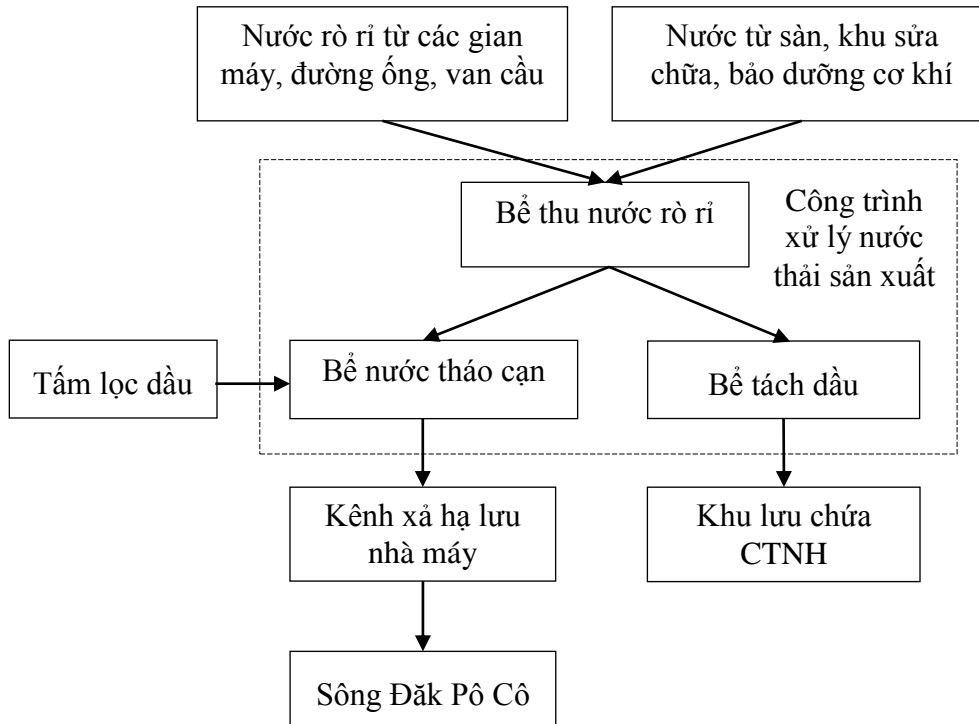 Nước rò rỉ từ các gian
máy, đường ống, van cầu
Nước từ sàn, khu sửa
chữa, bảo dưỡng cơ khí
Bể thu nước rò rỉ
Công trình
xử lý nước
thải sản xuất
Tấm lọc dầu
Bể nước tháo cạn
Bể tách dầu
Kênh xả hạ lưu
nhà máy
Khu lưu chứa
CTNH
Sông Đăk Pô Cô